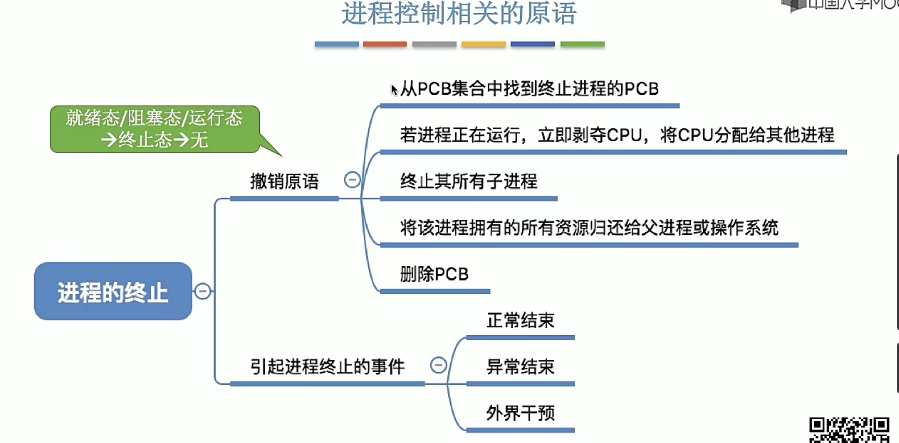 进程控制相关的原语
中国大学MOO
从PCB集合中找到终止进程的PCB
就绪态/阻塞态/运行态
→终止态→无
若进程正在运行，立即剥夺CPU，将CPU分配给其他进程
撤销原语
终止其所有子进程
将该进程拥有的所有资源归还给父进程或操作系统
删除PCB
进程的终止
正常结束
引起进程终止的事件
异常结束
外界干预